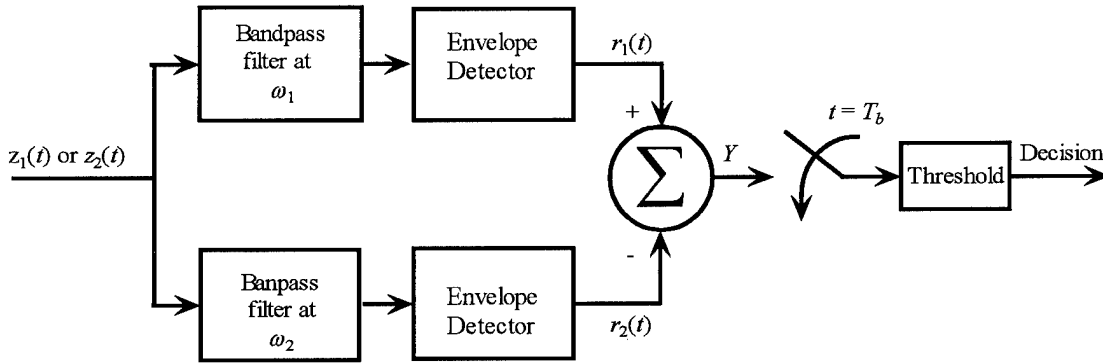 Bandpass
filter at
ω₁
Envelope
Detector
r₁(t)
+
z₁(t) or z₂(t)
Σ
Y
t = T_b
Threshold
Decision
-
Banpass
filter at
ω₂
Envelope
Detector
r₂(t)